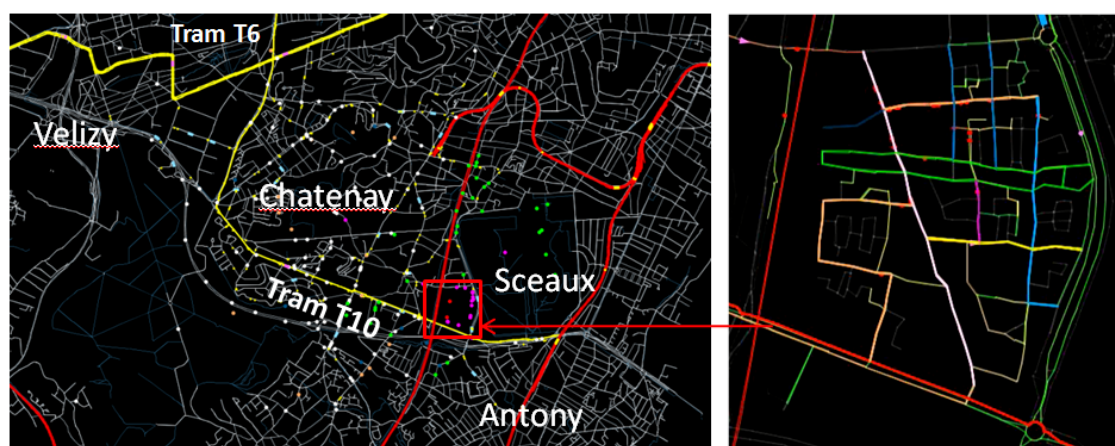 Tram T6
Velizy
Chatenay
Sceaux
Tram T10
Antony